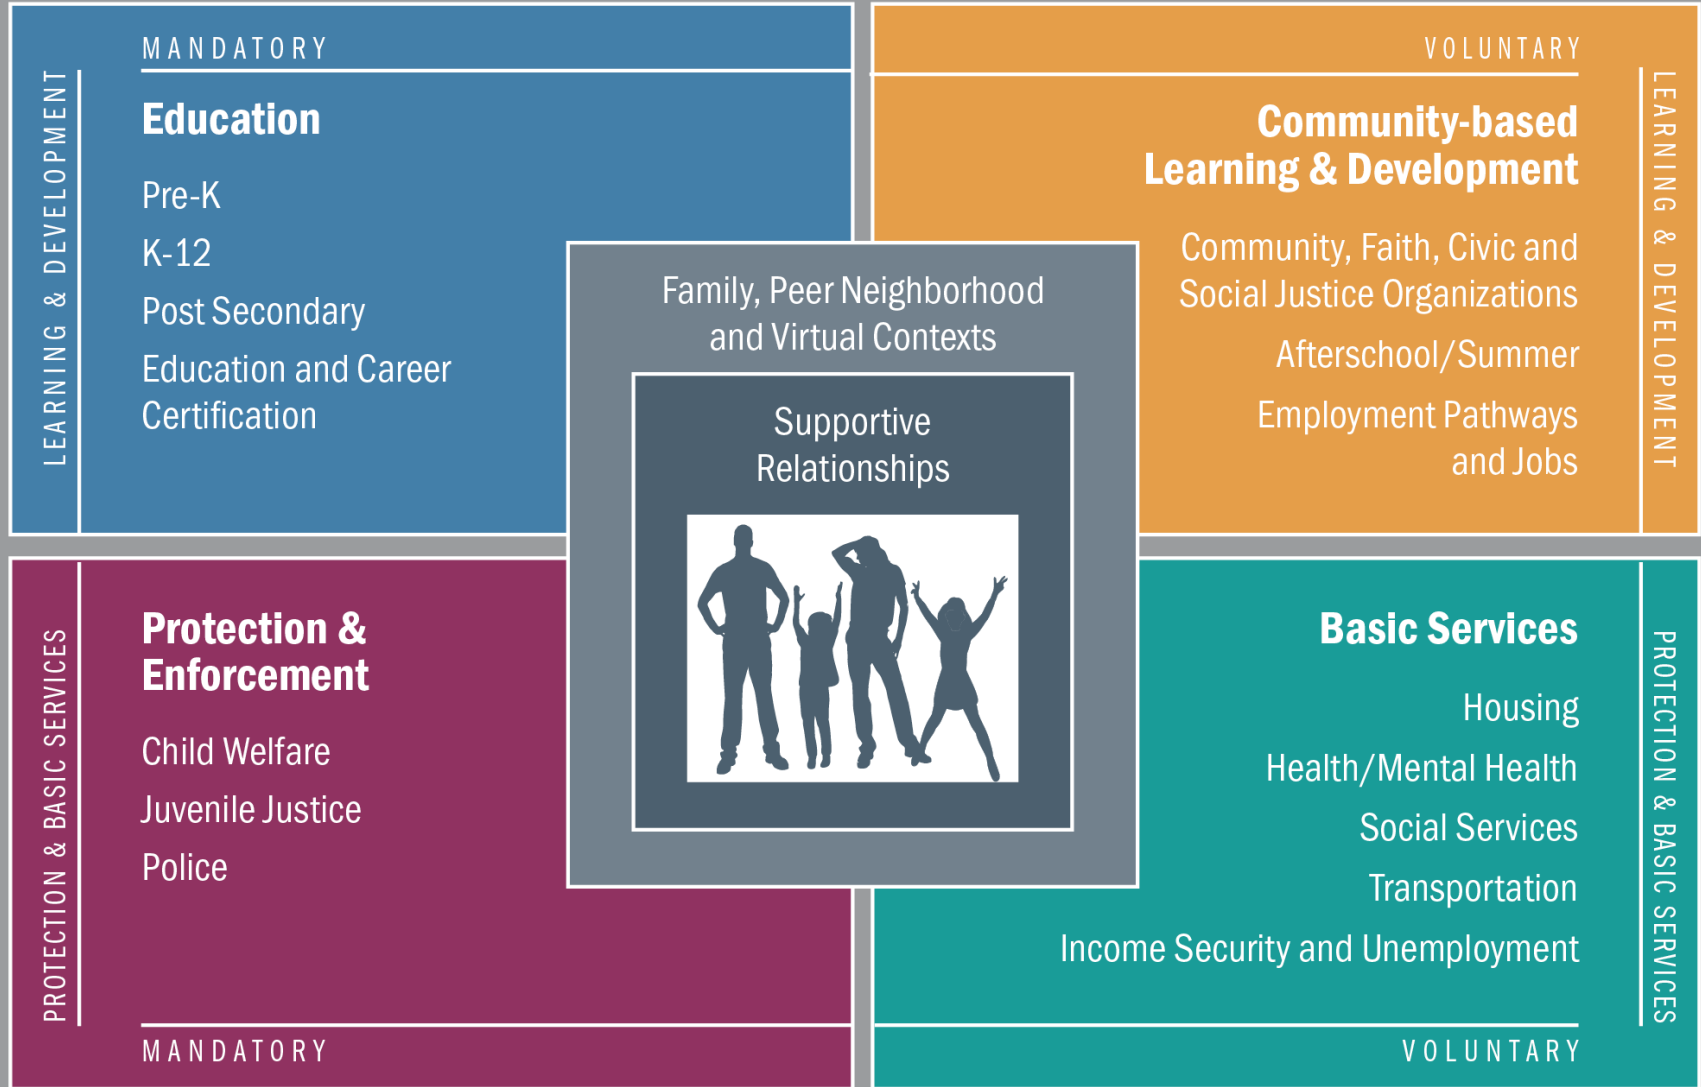 MANDATORY
LEARNING & DEVELOPMENT
Education
Pre-K
K-12
Post Secondary
Education and Career
Certification
VOLUNTARY
LEARNING & DEVELOPMENT
Community-based
Learning & Development
Community, Faith, Civic and
Social Justice Organizations
Afterschool/Summer
Employment Pathways
and Jobs
Family, Peer Neighborhood
and Virtual Contexts
Supportive
Relationships
PROTECTION & BASIC SERVICES
Protection &
Enforcement
Child Welfare
Juvenile Justice
Police
MANDATORY
Basic Services
Housing
Health/Mental Health
Social Services
Transportation
Income Security and Unemployment
PROTECTION & BASIC SERVICES
VOLUNTARY